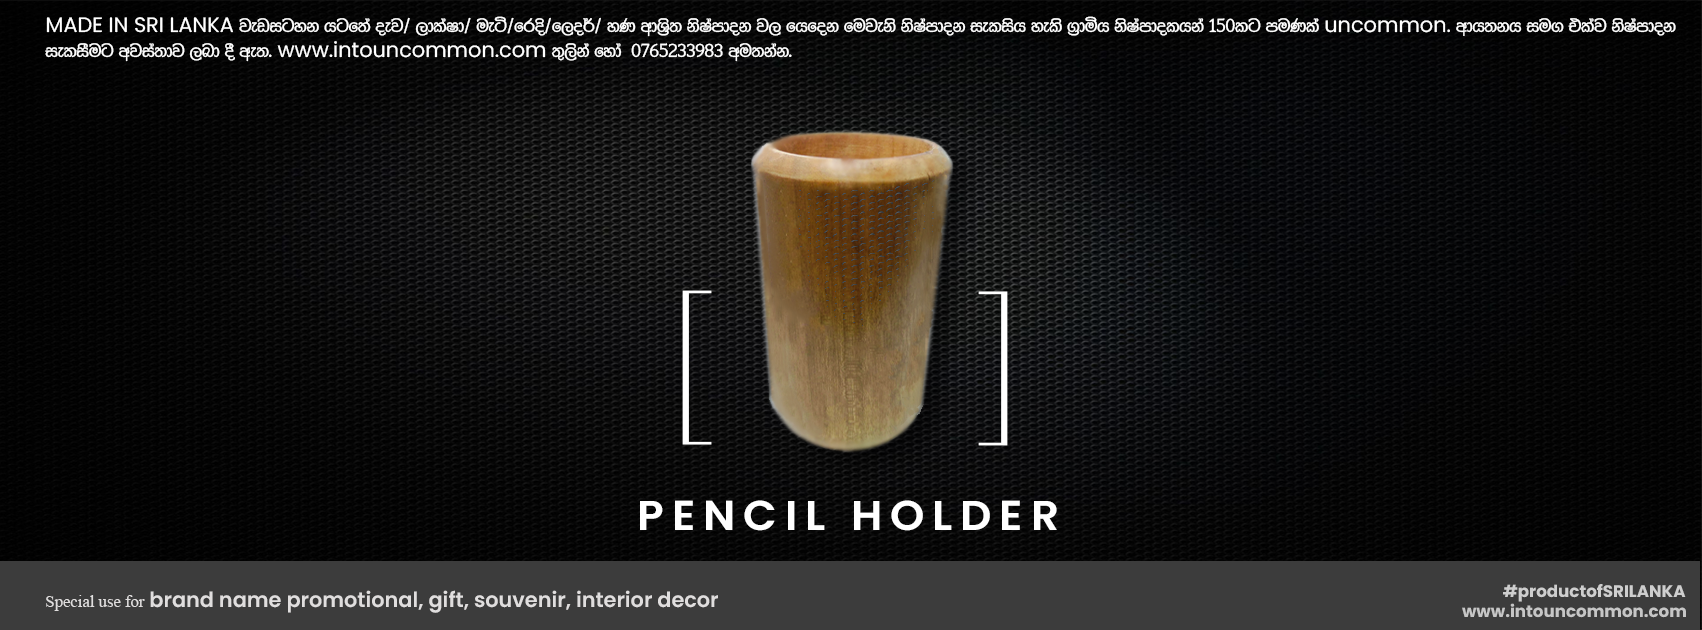 MADE IN SRI LANKA වැඩසටහන යටතේ දැව/ ලාක්ෂා/ මැටි/රෙදි/ලෙදර්/ හණ ආශ්‍රිත නිෂ්පාදන වල යෙදෙන මෙවැනි නිෂ්පාදන සැකසිය හැකි ග්‍රාමිය නිෂ්පාදකයන් 150කට පමණක් uncommon. ආයතනය සමග එක්ව නිෂ්පාදන
සැකසීමට අවස්තාව ලබා දී ඇත. www.intouncommon.com තුලින් හෝ 0765233983 අමතන්න.
PENCIL HOLDER
Special use for brand name promotional, gift, souvenir, interior decor
#productofSRILANKA
www.intouncommon.com